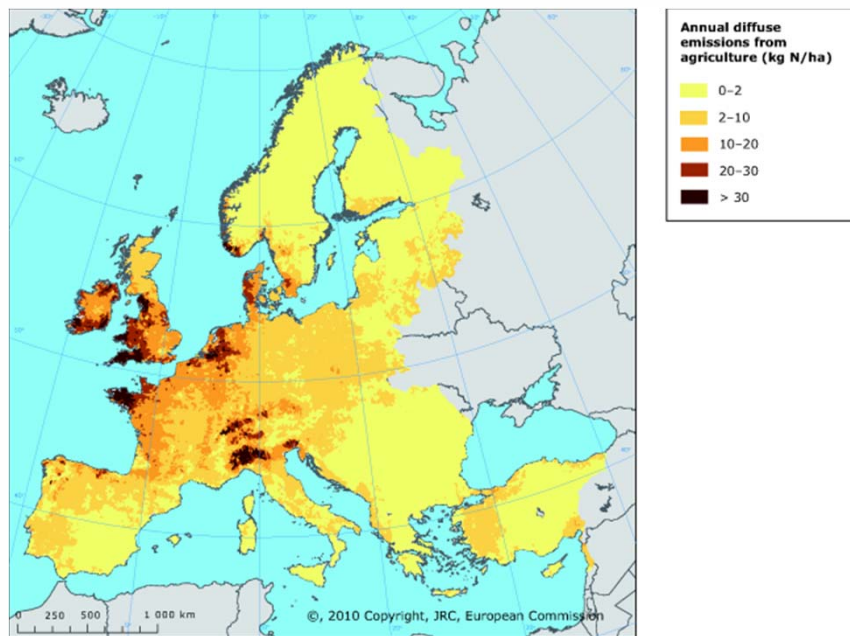 Annual diffuse
emissions from
agriculture (kg N/ha)
0–2
2–10
10–20
20–30
> 30
0 250 500 1 000 km
©, 2010 Copyright, JRC, European Commission